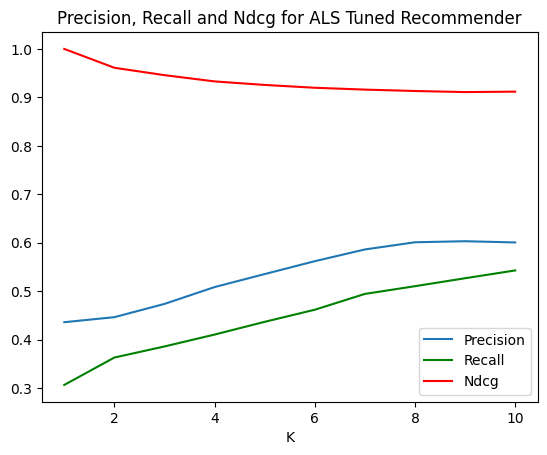 Precision, Recall and Ndcg for ALS Tuned Recommender
1.0
0.9
0.8
0.7
0.6
0.5
0.4
0.3
Precision
Recall
Ndcg
2 4 6 8 10
K